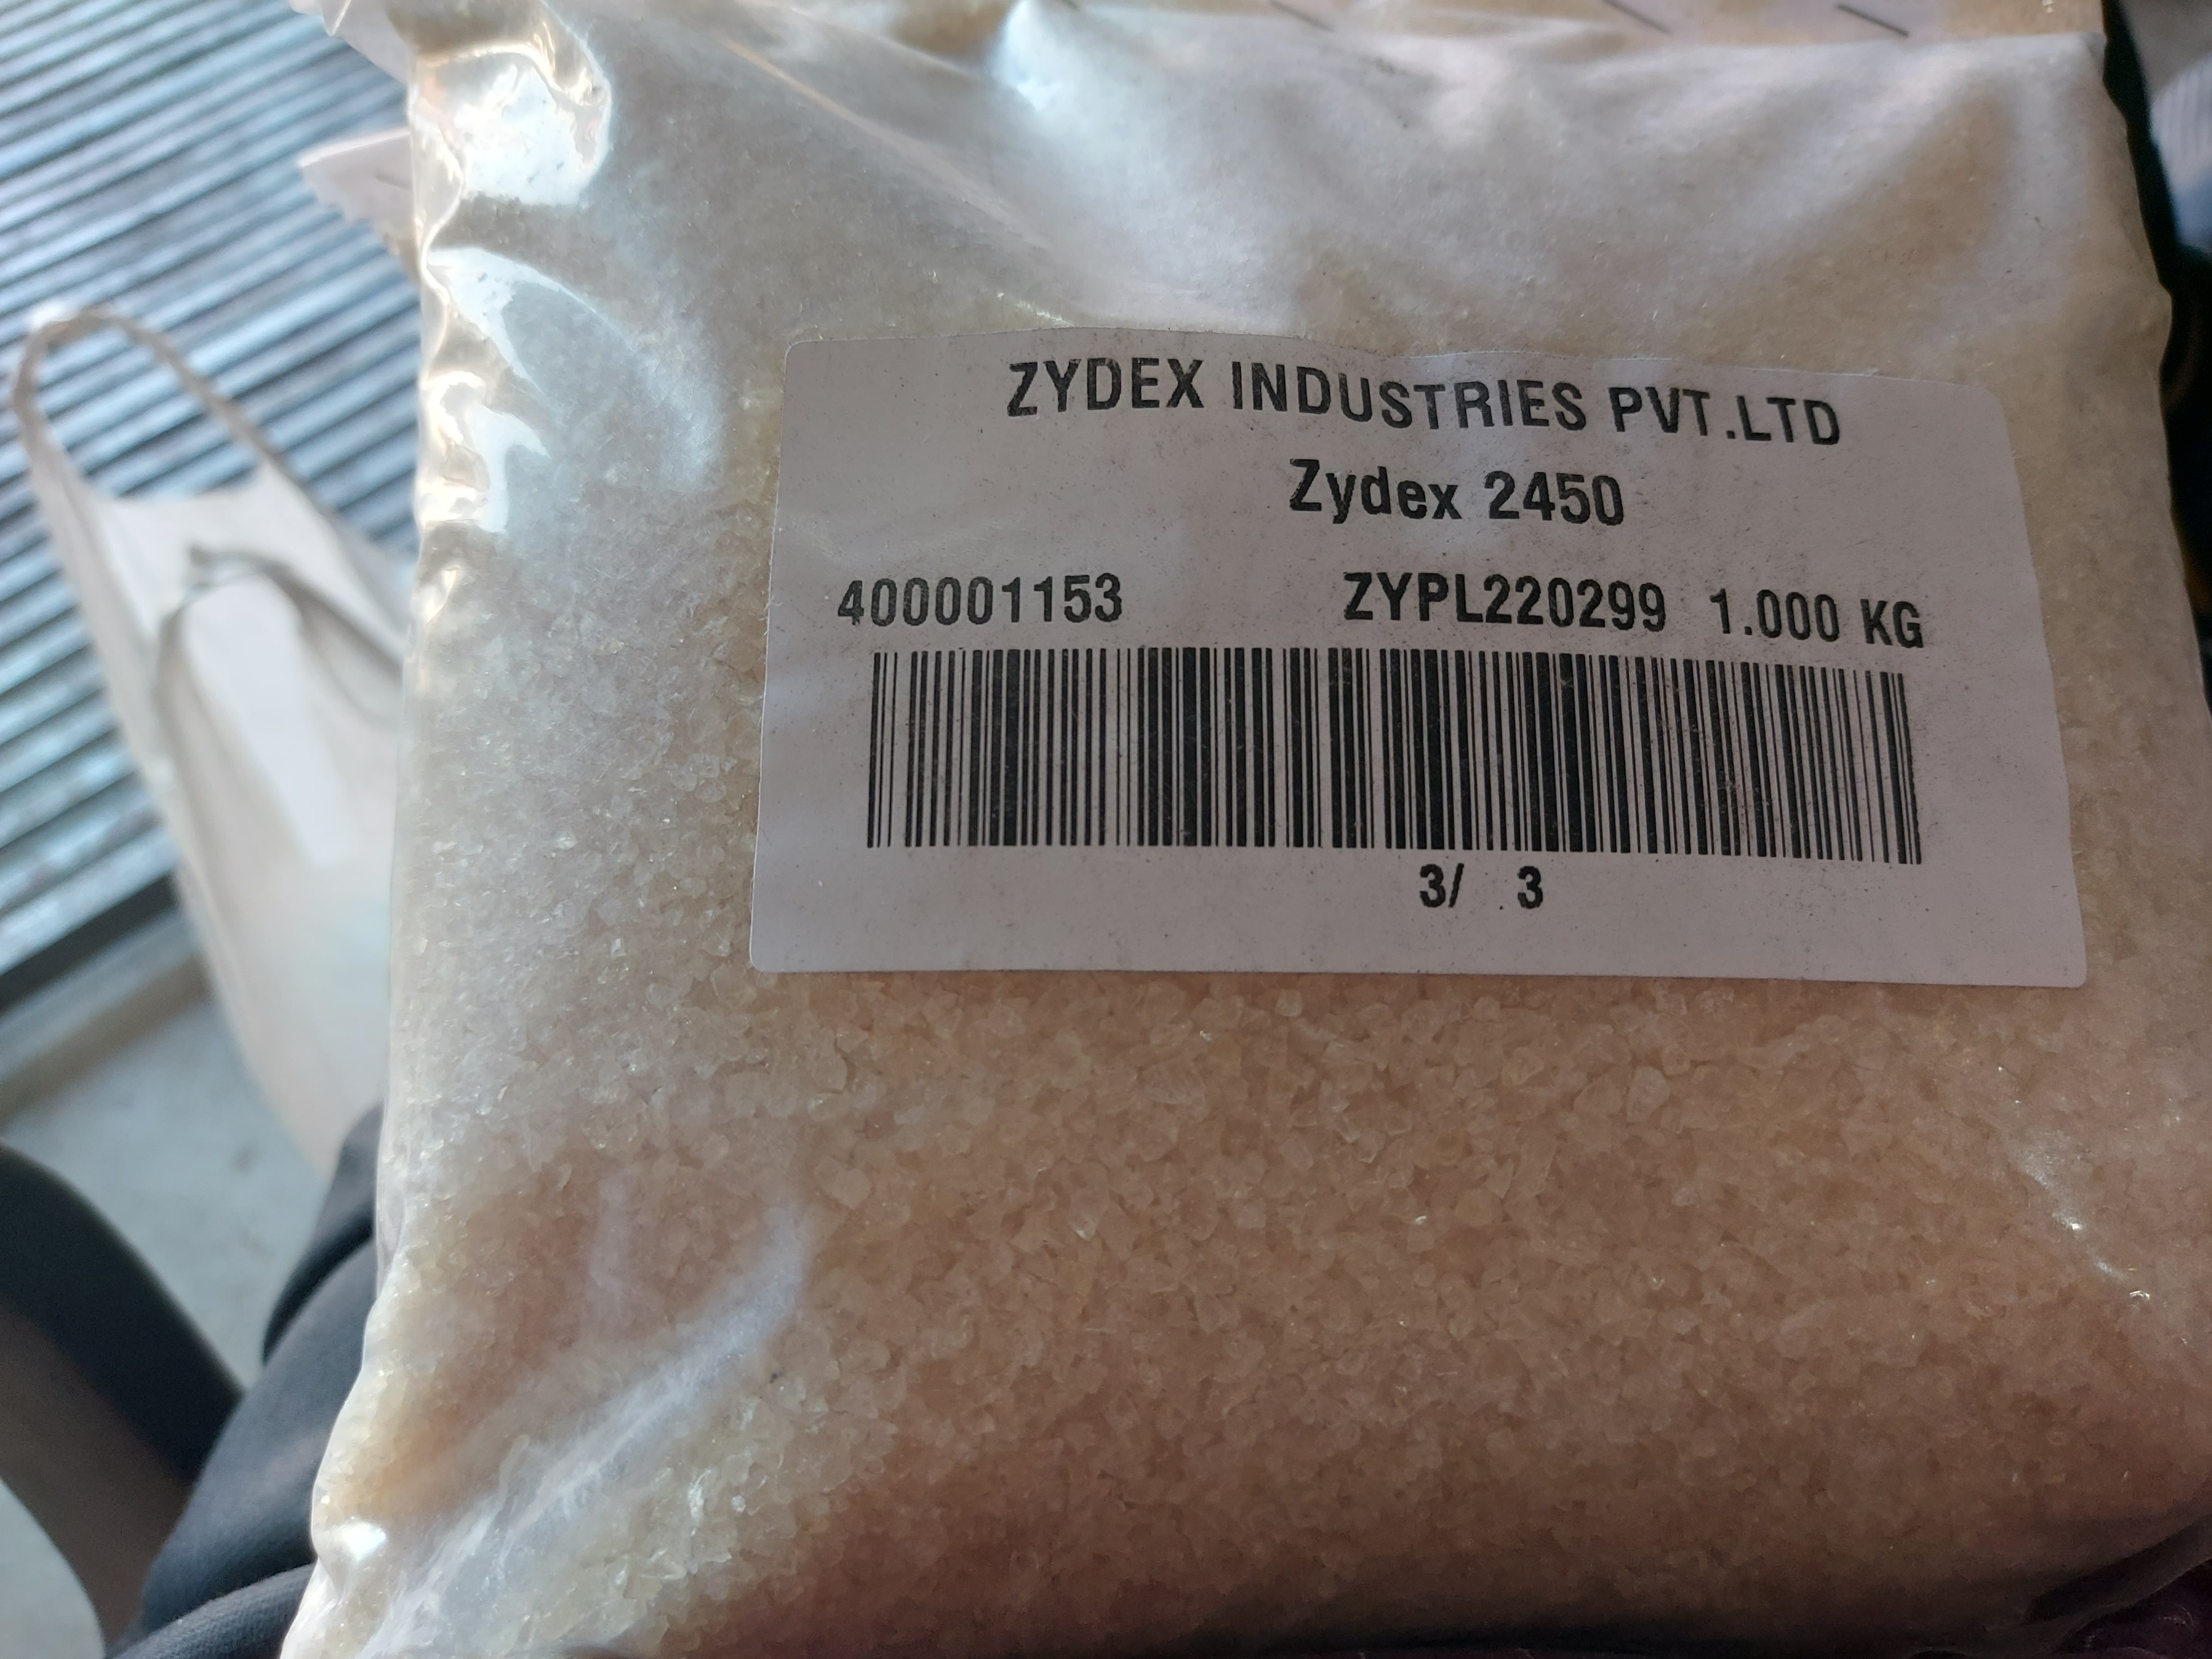 ZYDEX INDUSTRIES PVT.LTD
Zydex 2450
400001153 ZYPL220299 1.000 KG
3/ 3